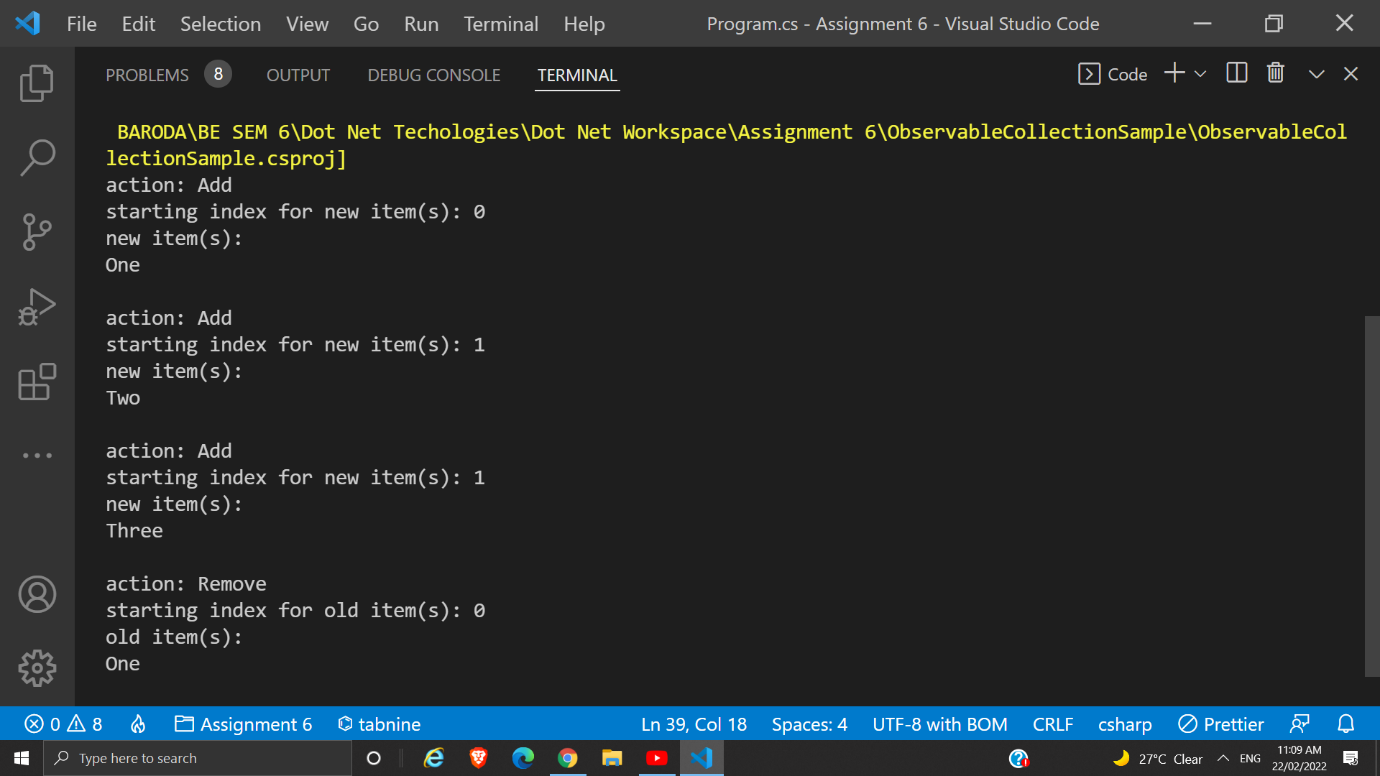 File Edit Selection View Go Run Terminal Help Program.cs - Assignment 6 - Visual Studio Code
PROBLEMS 8 OUTPUT DEBUG CONSOLE TERMINAL Code
BARODA\BE SEM 6\Dot Net Techologies\Dot Net Workspace\Assignment 6\ObservableCollectionSample\ObservableCol
lectionSample.csproj]
action: Add
starting index for new item(s): 0
new item(s):
One
action: Add
starting index for new item(s): 1
new item(s):
Two
action: Add
starting index for new item(s): 1
new item(s):
Three
action: Remove
starting index for old item(s): 0
old item(s):
One
0 8 Assignment 6 tabnine Ln 39, Col 18 Spaces: 4 UTF-8 with BOM CRLF csharp Prettier
Type here to search 27°C Clear ENG 11:09 AM
22/02/2022